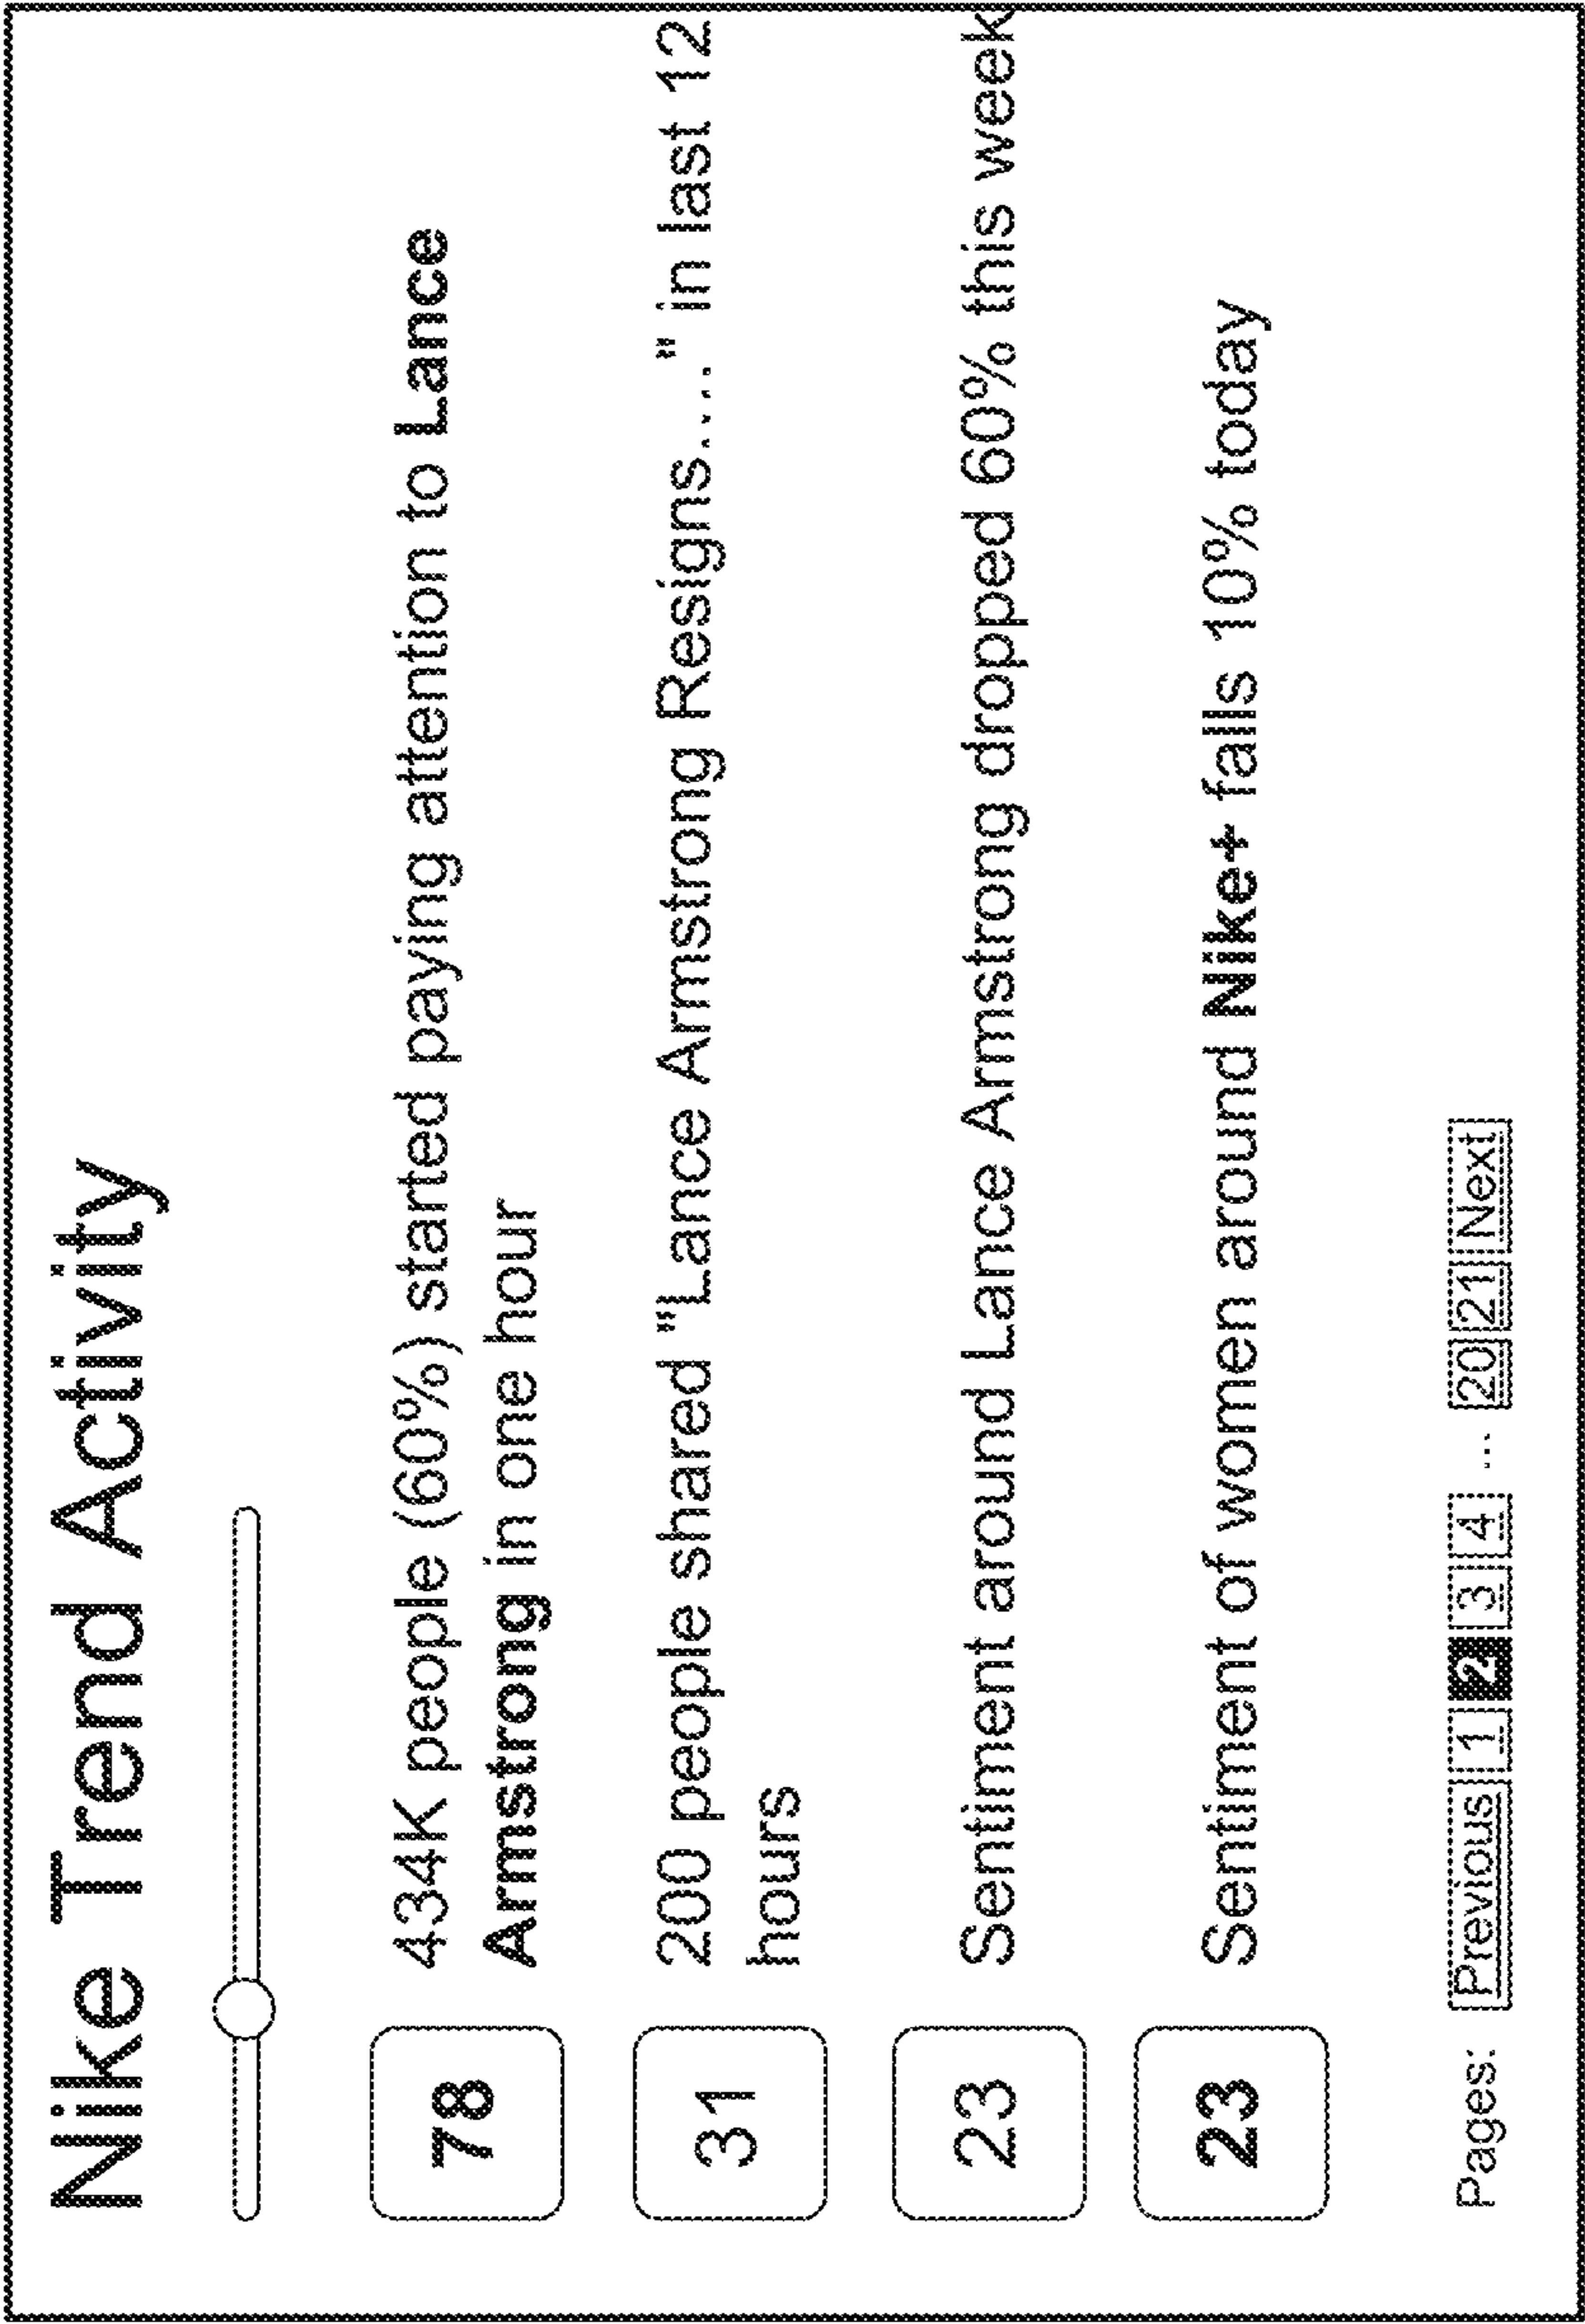 Nike Trend Activity
78 434K people (60%) started paying attention to Lance
Armstrong in one hour
31 200 people shared "Lance Armstrong Resigns...." in last 12
hours
23 Sentiment around Lance Armstrong dropped 60% this week
23 Sentiment of women around Nike+ falls 10% today
Pages: Previous 1 2 3 4 ... 20 21 Next